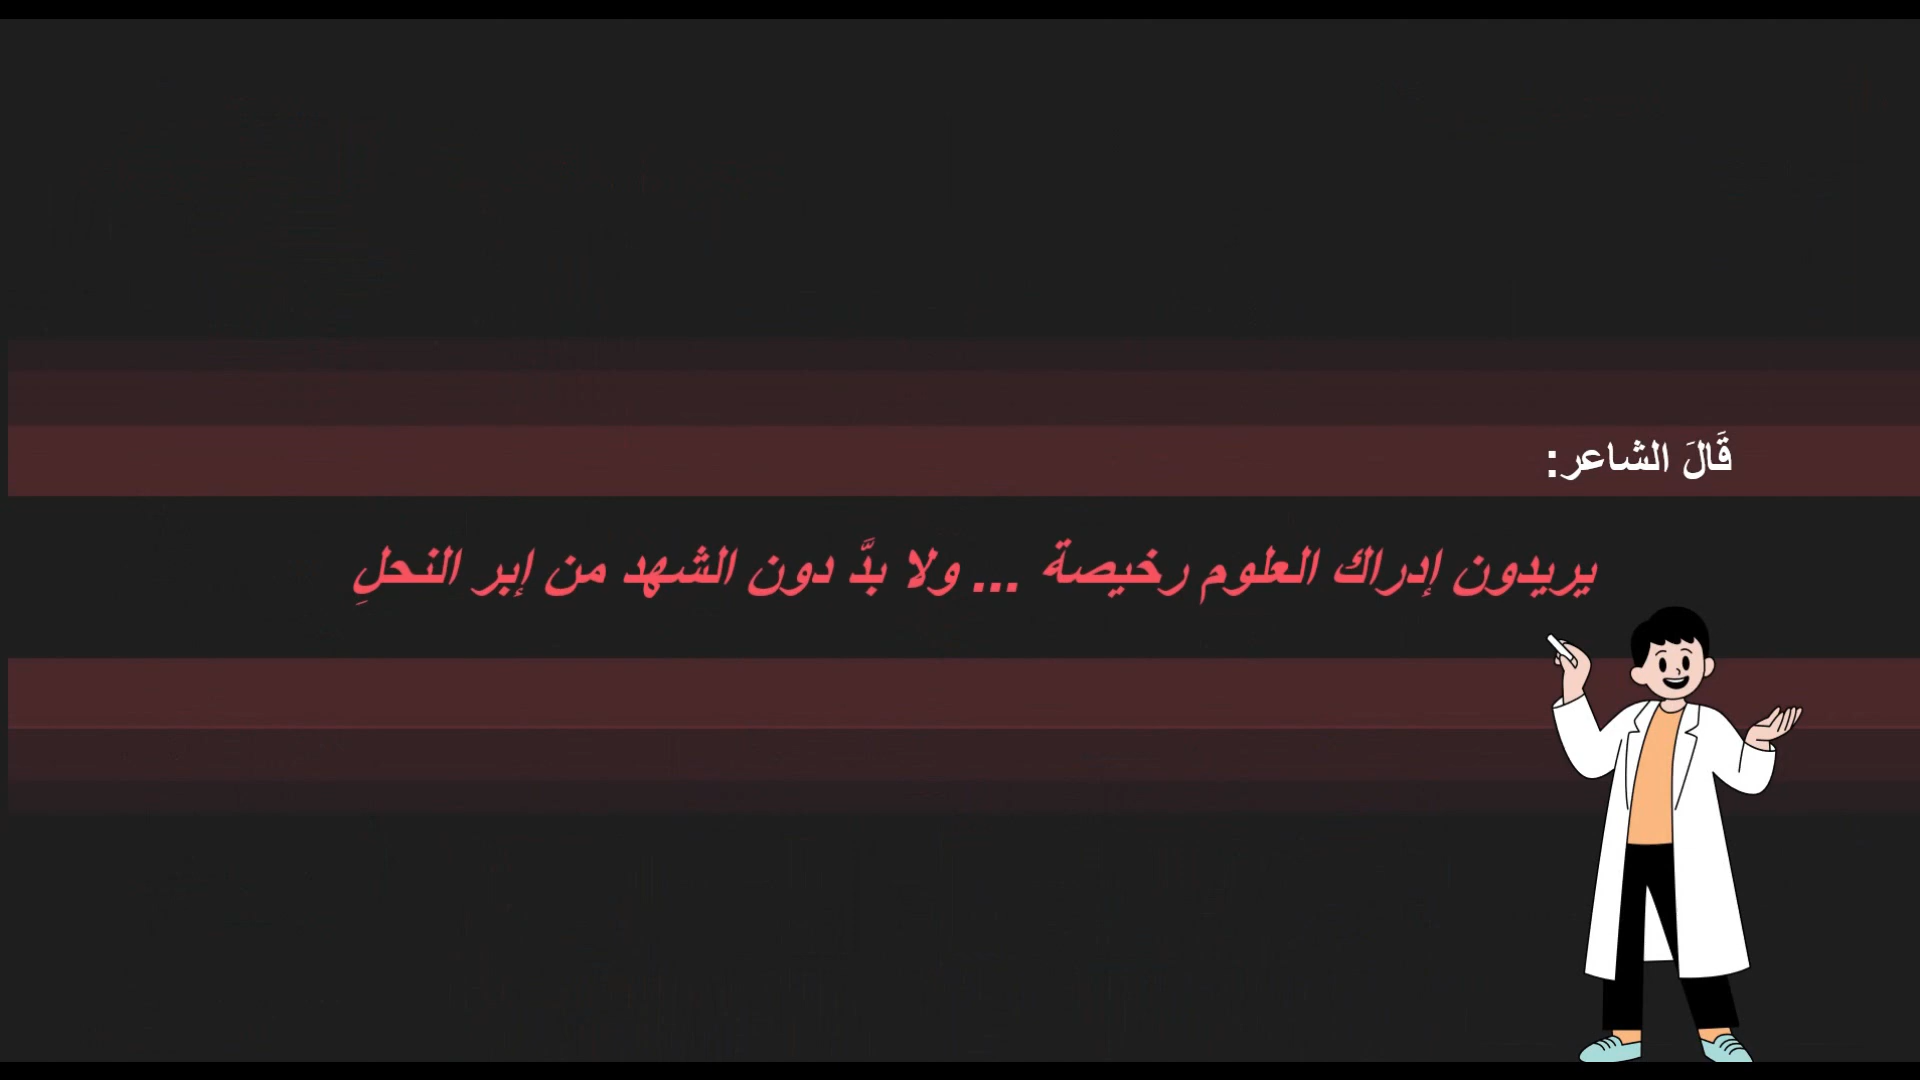 قَالَ الشاعر:
يريدون إدراك العلوم رخيصة ... ولا بدَّ دون الشهد من إبر النحلِ